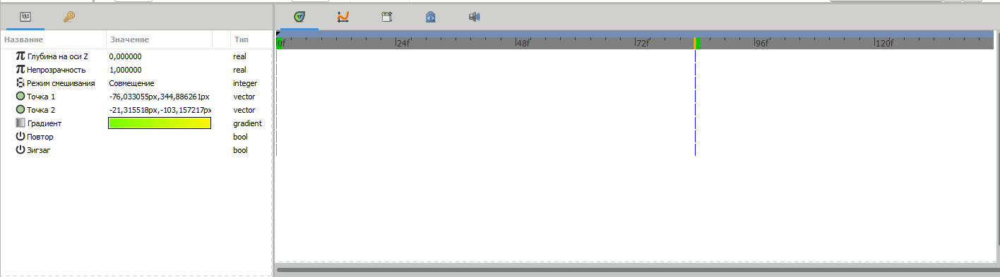 Название Значение Тип
Глубина на оси Z 0,000000 real
Непрозрачность 1,000000 real
Режим смешивания Совмещение integer
Точка 1 -76,033055px,344,886261px vector
Точка 2 -21,315518px,-103,157217px vector
Градиент gradient
Повтор bool
Зигзаг bool
0f 24f 48f 72f 96f 120f